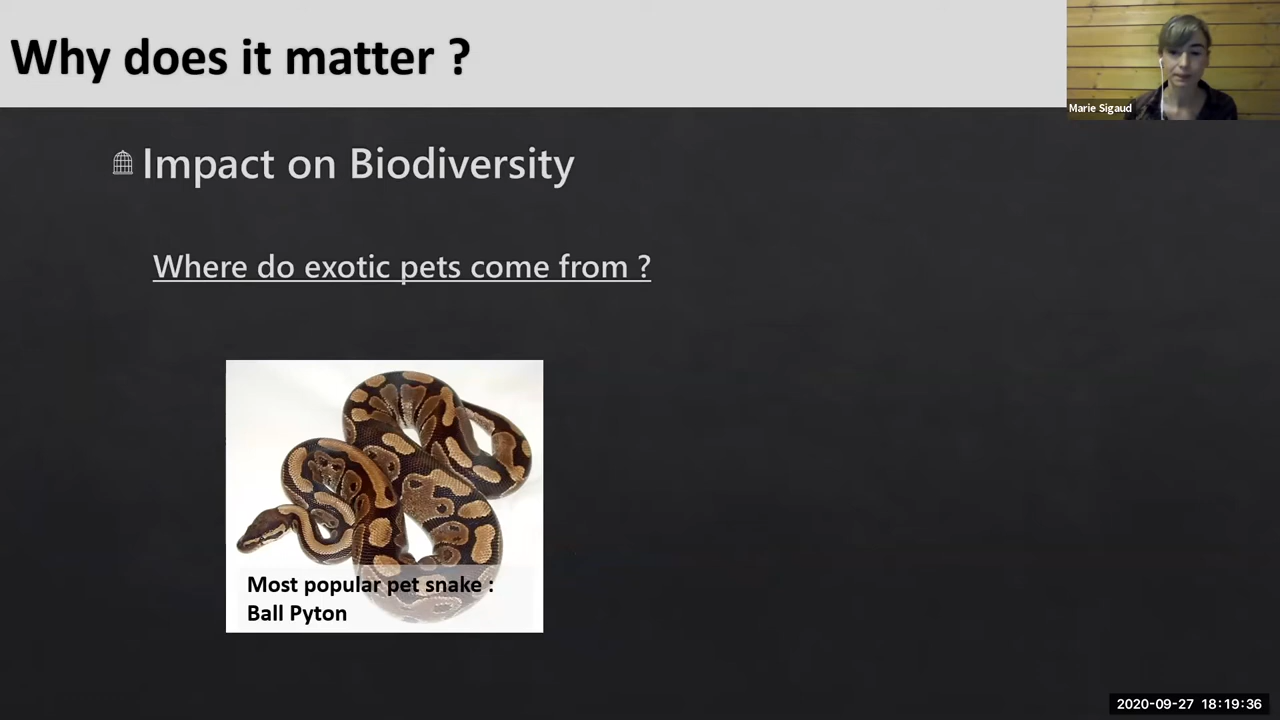 Why does it matter ?
Marie Sigaud
Impact on Biodiversity
Where do exotic pets come from ?
Most popular pet snake :
Ball Pyton
2020-09-27 18:19:36